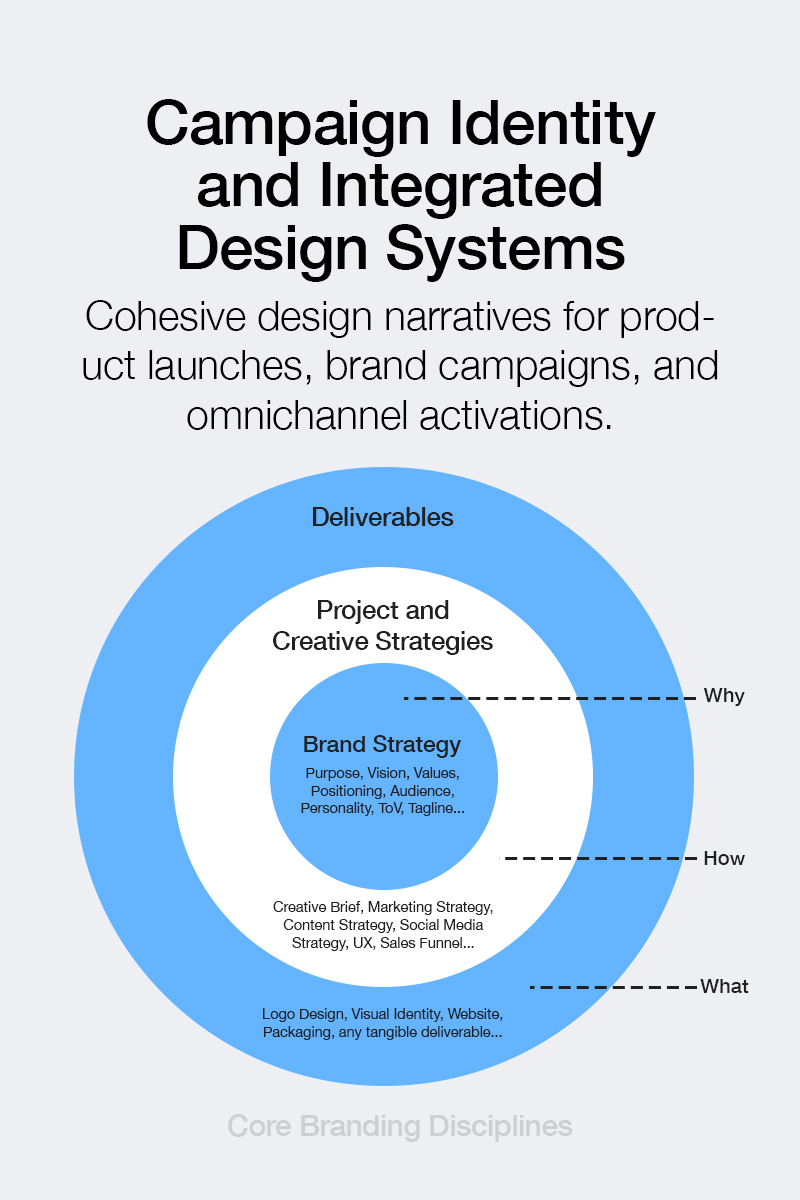 Campaign Identity
and Integrated
Design Systems
Cohesive design narratives for prod-
uct launches, brand campaigns, and
omnichannel activations.
Deliverables
Project and
Creative Strategies
Why
Brand Strategy
Purpose, Vision, Values,
Positioning, Audience,
Personality, ToV, Tagline...
How
Creative Brief, Marketing Strategy,
Content Strategy, Social Media
Strategy, UX, Sales Funnel...
What
Logo Design, Visual Identity, Website,
Packaging, any tangible deliverable...
Core Branding Disciplines